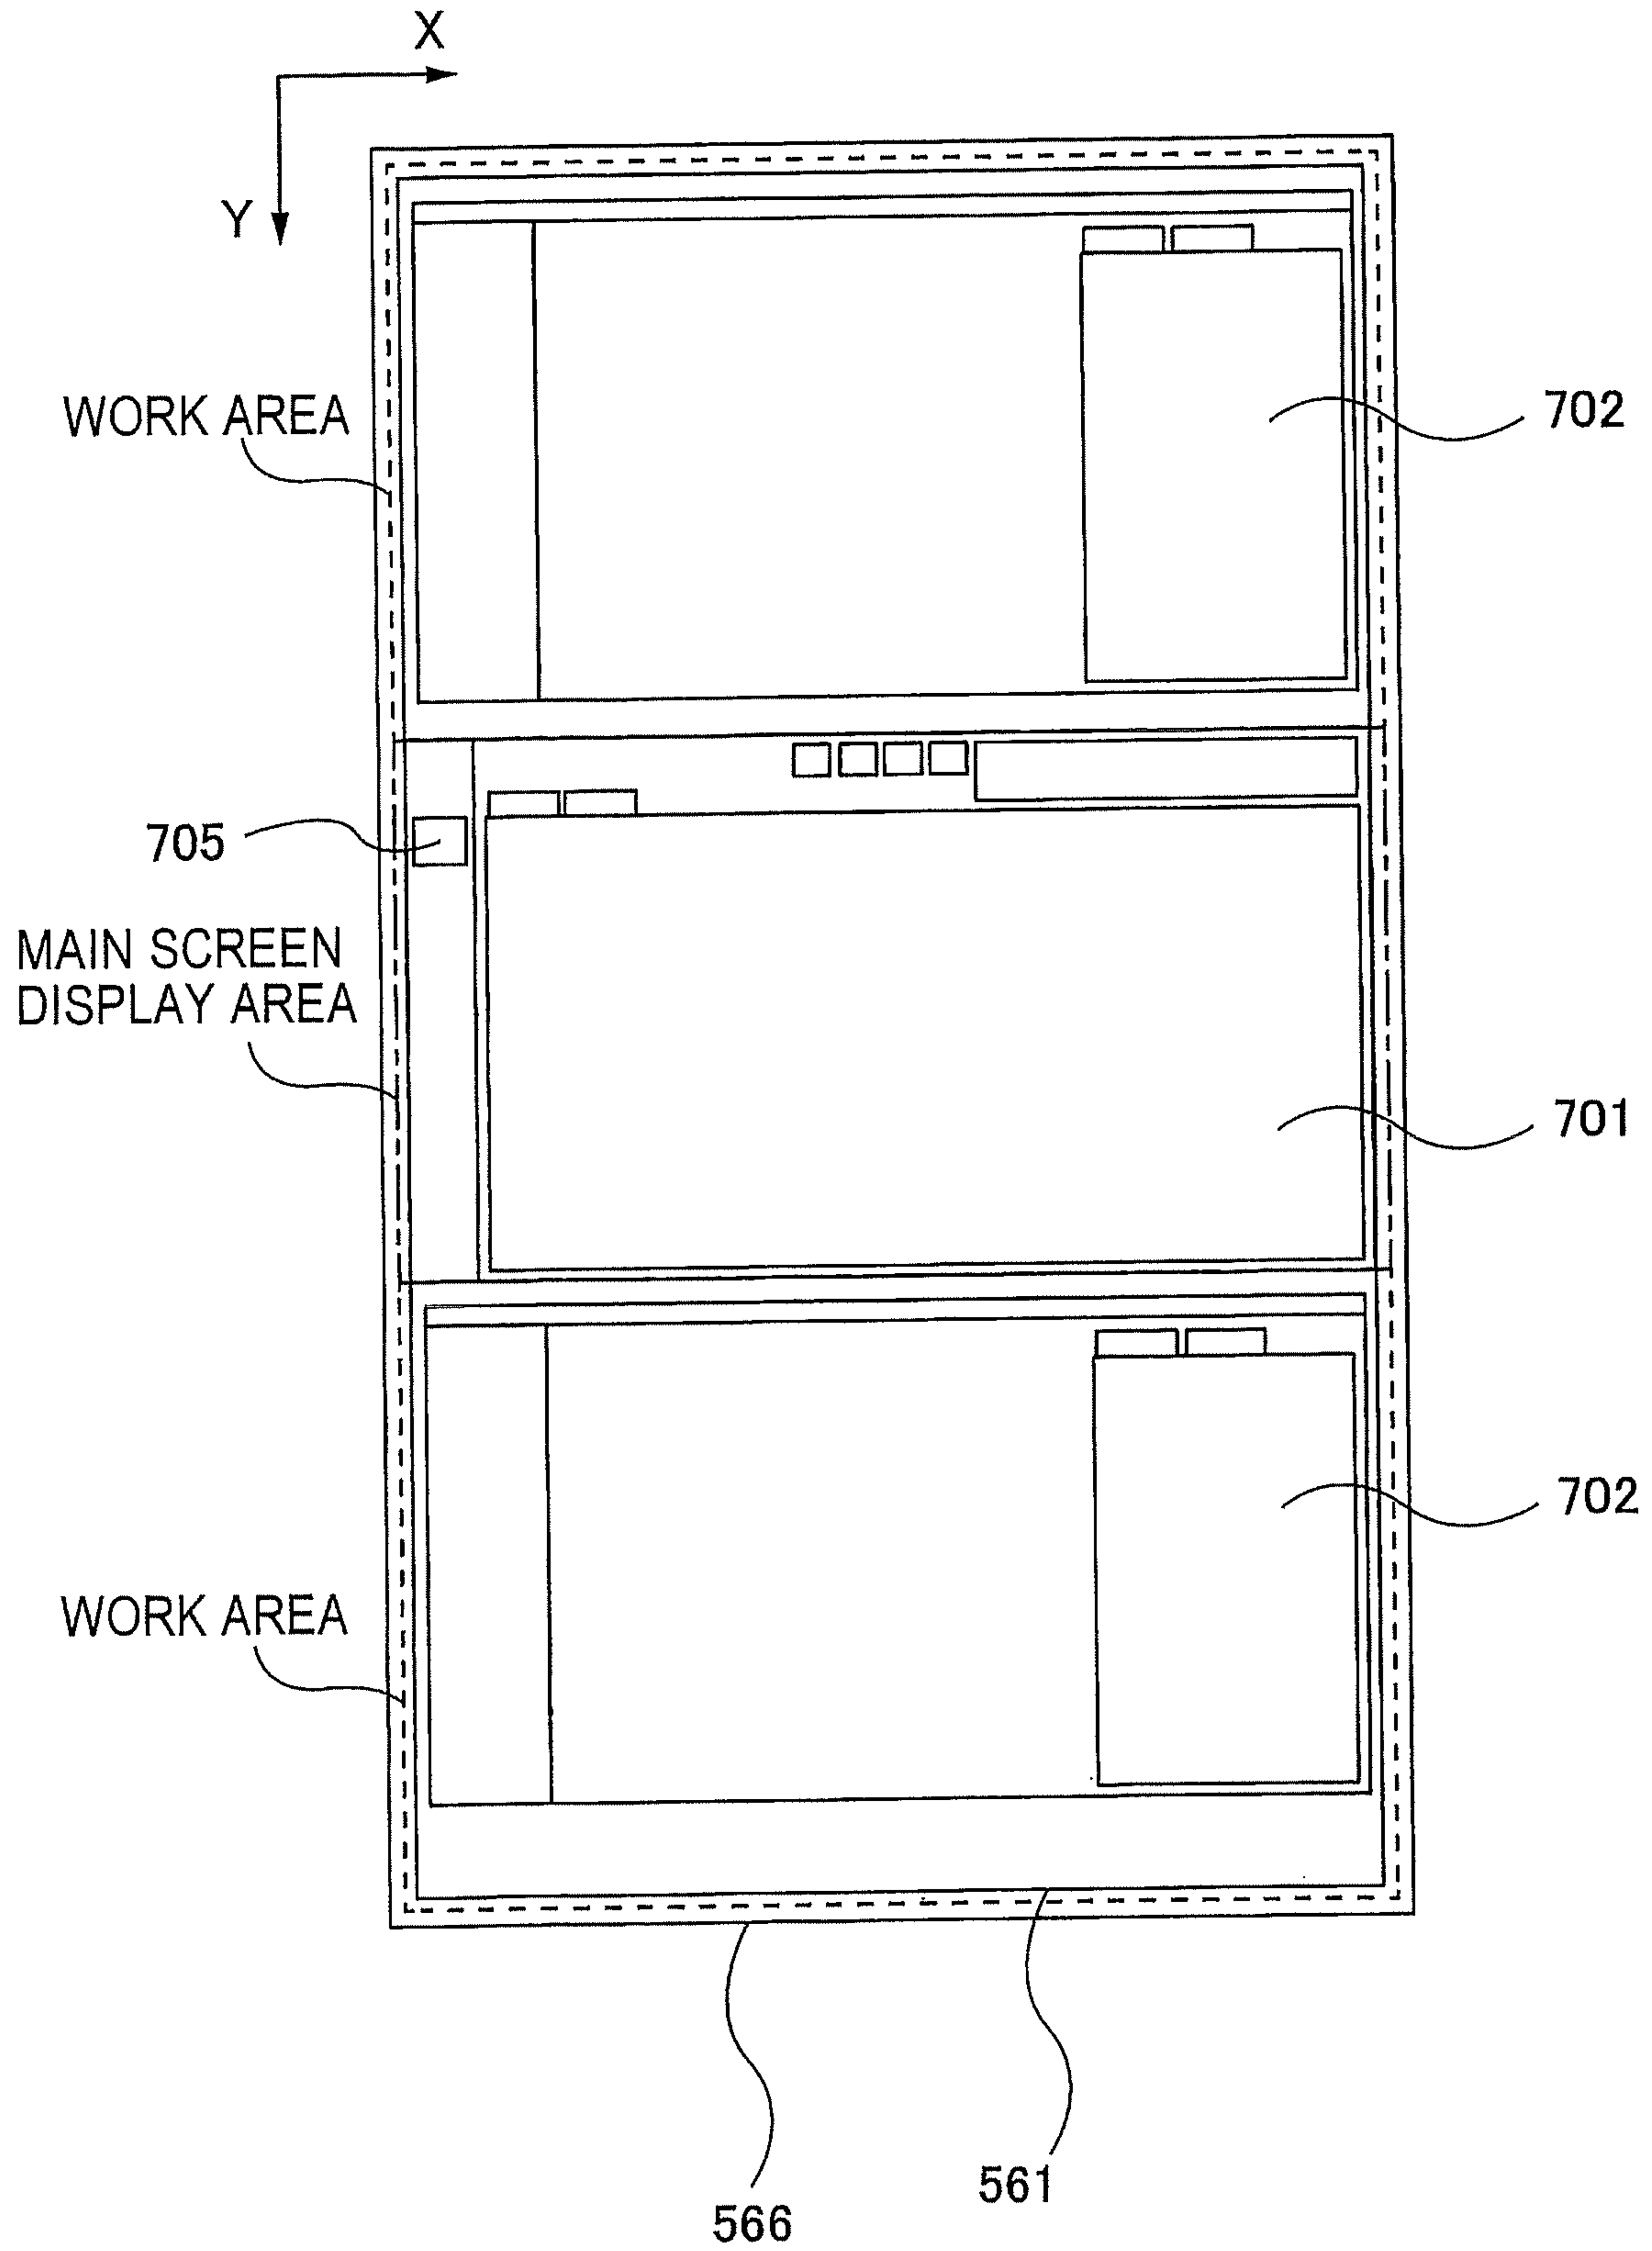 X
Y
WORK AREA
702
705
MAIN SCREEN
DISPLAY AREA
701
702
WORK AREA
561
566